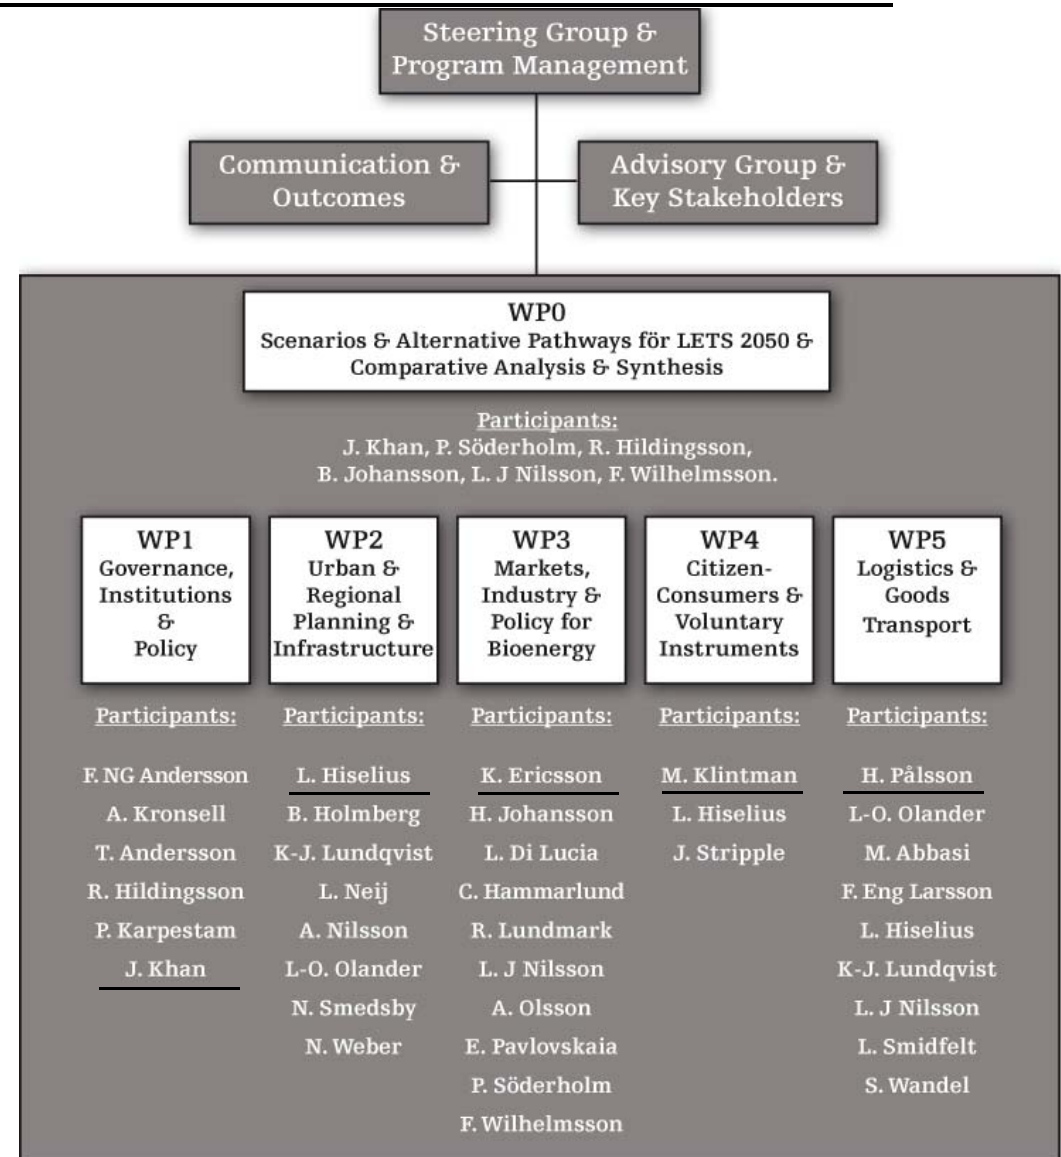 Steering Group &
Program Management
Communication &
Outcomes
Advisory Group &
Key Stakeholders
WP0
Scenarios & Alternative Pathways för LETS 2050 &
Comparative Analysis & Synthesis
Participants:
J. Khan, P. Söderholm, R. Hildingsson,
B. Johansson, L. J Nilsson, F. Wilhelmsson.
WP1
Governance,
Institutions
&
Policy
Participants:
F. NG Andersson
A. Kronsell
T. Andersson
R. Hildingsson
P. Karpestam
J. Khan
WP2
Urban &
Regional
Planning &
Infrastructure
Participants:
L. Hiselius
B. Holmberg
K-J. Lundqvist
L. Neij
A. Nilsson
L-O. Olander
N. Smedsby
N. Weber
WP3
Markets,
Industry &
Policy for
Bioenergy
Participants:
K. Ericsson
H. Johansson
L. Di Lucia
C. Hammarlund
R. Lundmark
L. J Nilsson
A. Olsson
E. Pavlovskaia
P. Söderholm
F. Wilhelmsson
WP4
Citizen-
Consumers &
Voluntary
Instruments
Participants:
M. Klintman
L. Hiselius
J. Stripple
WP5
Logistics &
Goods
Transport
Participants:
H. Pålsson
L-O. Olander
M. Abbasi
F. Eng Larsson
L. Hiselius
K-J. Lundqvist
L. J Nilsson
L. Smidfelt
S. Wandel